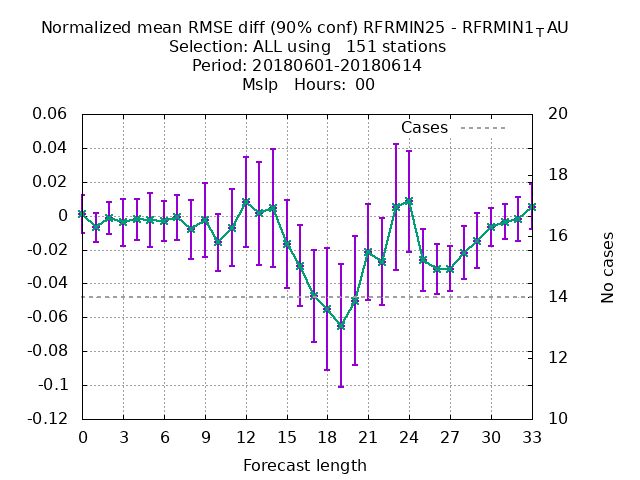 Normalized mean RMSE diff (90% conf) RFRMIN25 - RFRMIN1_TAU
Selection: ALL using 151 stations
Period: 20180601-20180614
Mslp Hours: 00
Cases
0.06
0.04
0.02
0
-0.02
-0.04
-0.06
-0.08
-0.1
-0.12
20
18
16
14
12
10
No cases
0 3 6 9 12 15 18 21 24 27 30 33
Forecast length